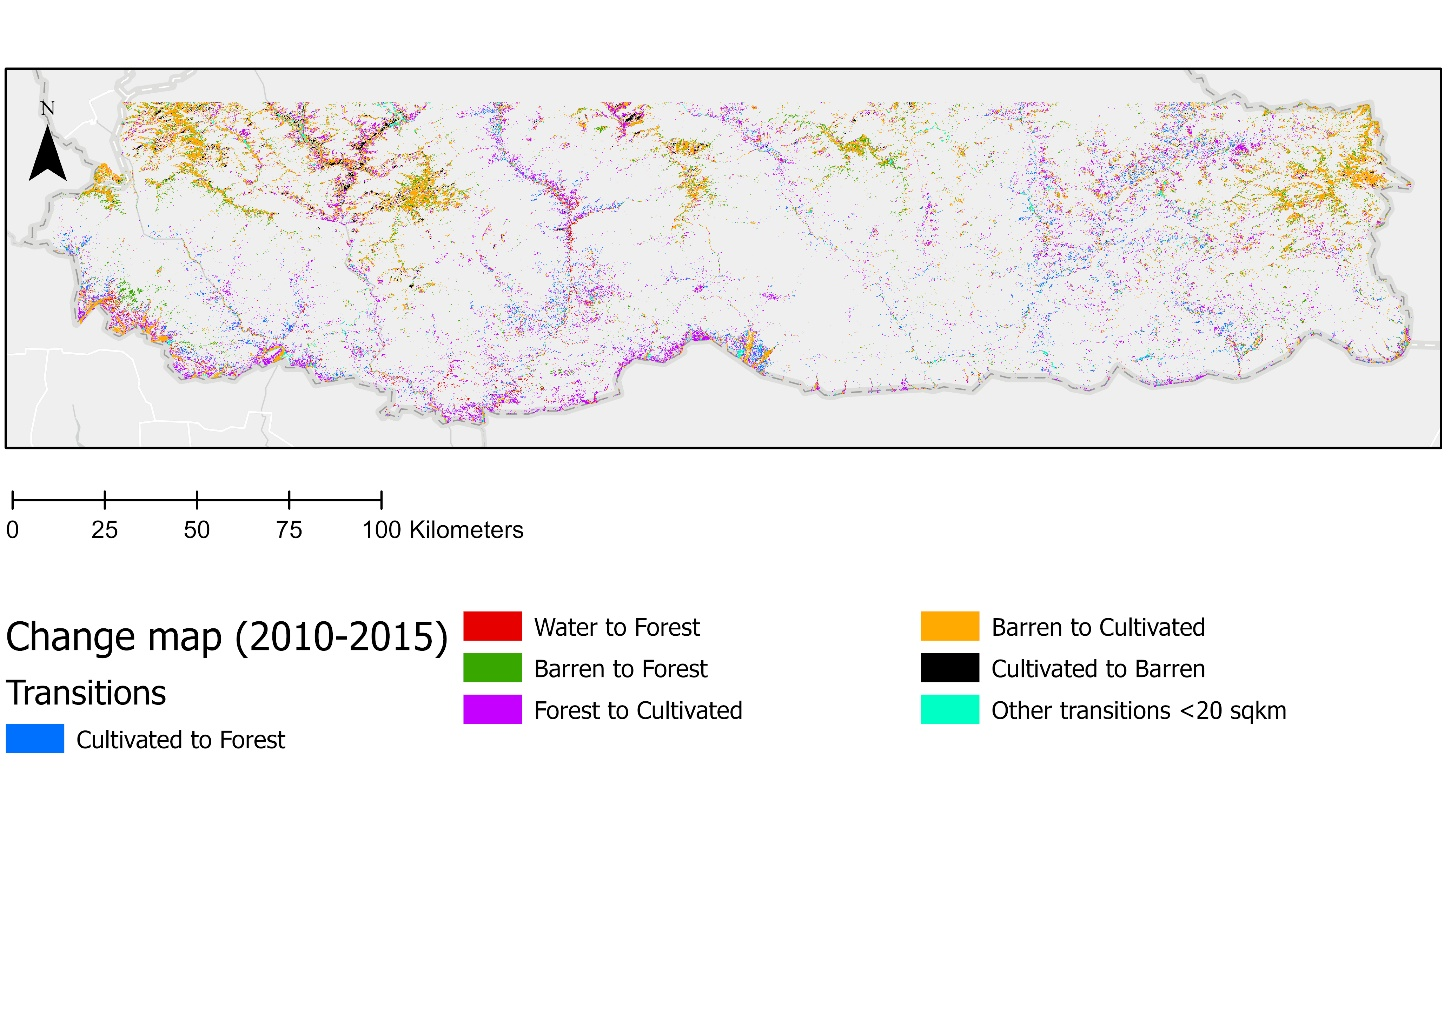 N
0 25 50 75 100 Kilometers
Change map (2010-2015)
Transitions
Cultivated to Forest
Water to Forest
Barren to Forest
Forest to Cultivated
Barren to Cultivated
Cultivated to Barren
Other transitions <20 sqkm